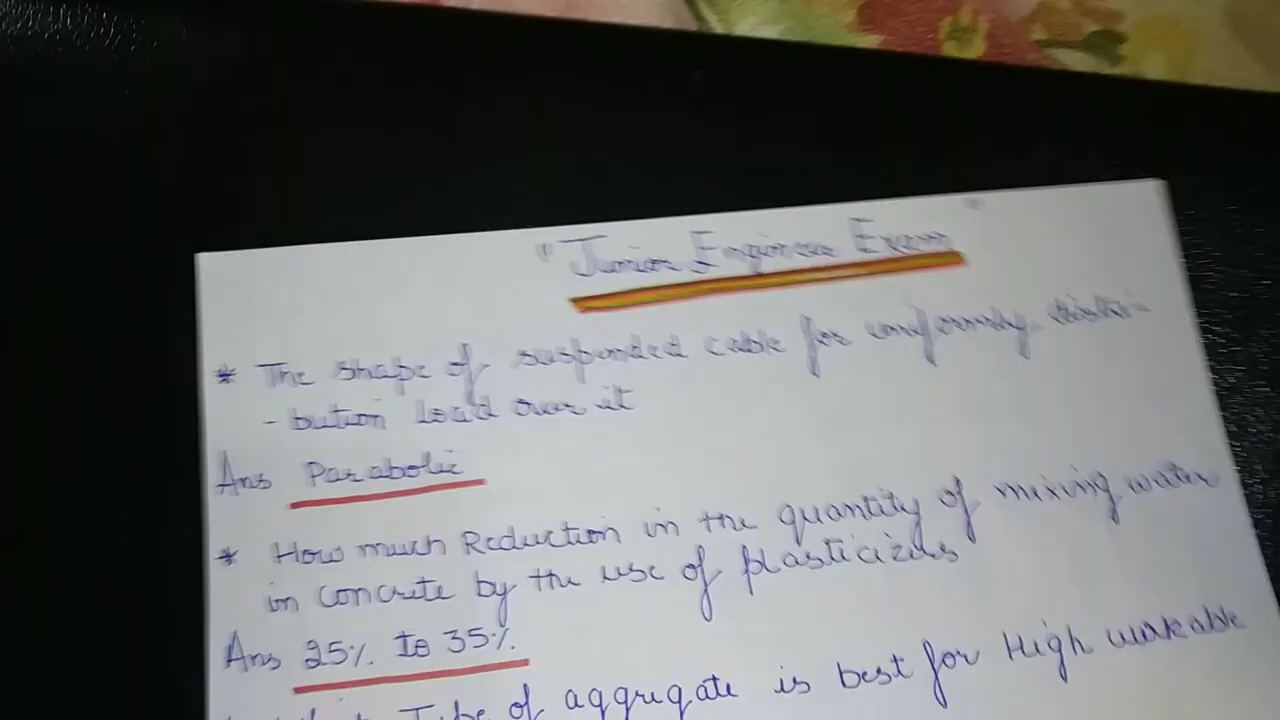 "Junior Engineer Exam"
* The shape of suspended cable for uniformly distri-
- bution load over it
Ans Parabolic
* How much Reduction in the quantity of mixing water
in concrete by the use of plasticizers
Ans 25% to 35%.
Type of aggregate is best for High workable